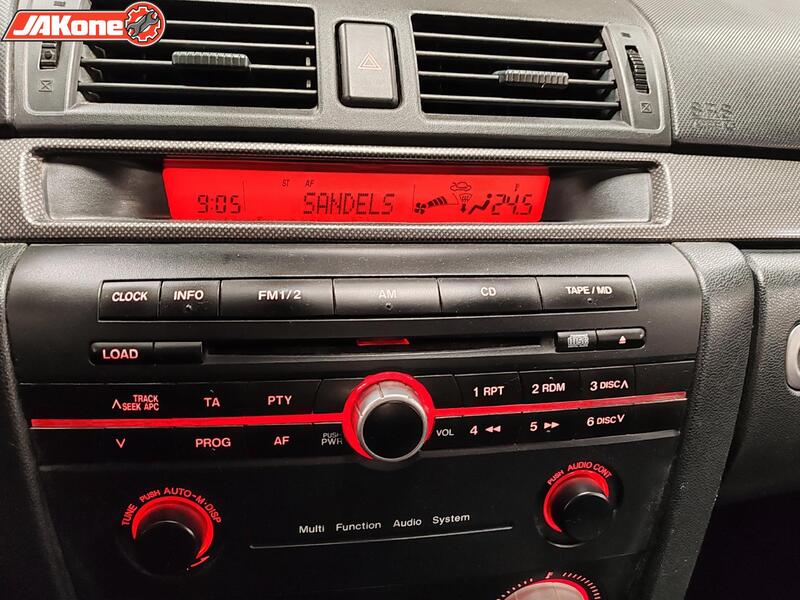 JAKone
ST AF
9:05 SANDELS 24.5
CLOCK INFO FM1/2 AM CD TAPE/MD
LOAD
TRACK
SEEK APC TA PTY 1 RPT 2 RDM 3 DISC
PUSH
PWR VOL
PROG AF 4 5 6 DISC
TUNE PUSH AUTO-M·DISP
PUSH AUDIO CONT
Multi Function Audio System